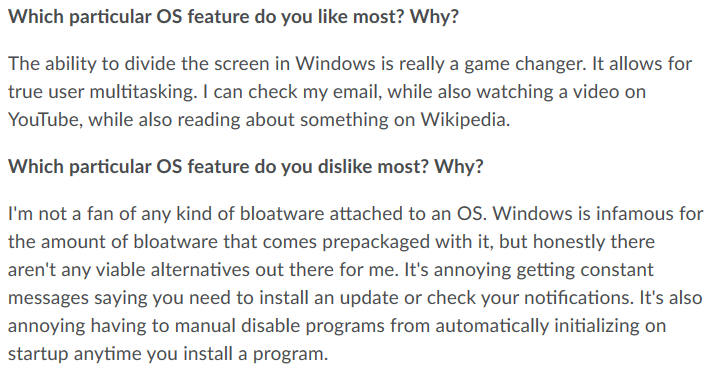 Which particular OS feature do you like most? Why?
The ability to divide the screen in Windows is really a game changer. It allows for
true user multitasking. I can check my email, while also watching a video on
YouTube, while also reading about something on Wikipedia.
Which particular OS feature do you dislike most? Why?
I'm not a fan of any kind of bloatware attached to an OS. Windows is infamous for
the amount of bloatware that comes prepackaged with it, but honestly there
aren't any viable alternatives out there for me. It's annoying getting constant
messages saying you need to install an update or check your notifications. It's also
annoying having to manual disable programs from automatically initializing on
startup anytime you install a program.